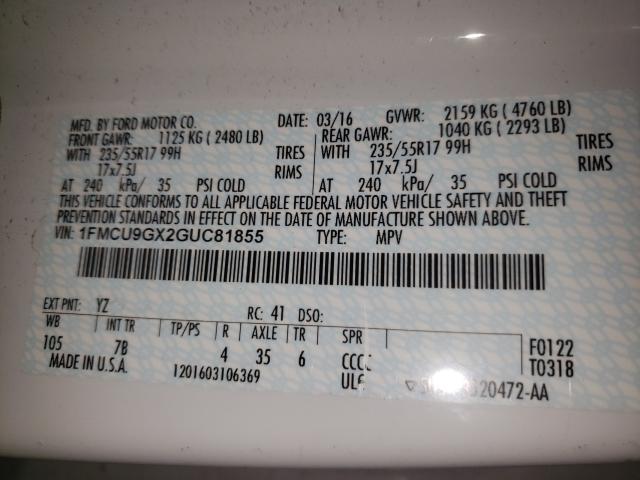 MFD. BY FORD MOTOR CO. DATE: 03/16 GVWR: 2159 KG ( 4760 LB)
FRONT GAWR: 1125 KG ( 2480 LB) REAR GAWR: 1040 KG ( 2293 LB)
WITH 235/55R17 99H TIRES WITH 235/55R17 99H TIRES
17x7.5J RIMS 17x7.5J RIMS
AT 240 kPa/ 35 PSI COLD AT 240 kPa/ 35 PSI COLD
THIS VEHICLE CONFORMS TO ALL APPLICABLE FEDERAL MOTOR VEHICLE SAFETY AND THEFT
PREVENTION STANDARDS IN EFFECT ON THE DATE OF MANUFACTURE SHOWN ABOVE.
VIN: 1FMCU9GX2GUC81855 TYPE: MPV
EXT PNT: YZ RC: 41 DSO:
WB INT TR TP/PS R AXLE TR SPR
105 7B 4 35 6 F0122
MADE IN U.S.A. 1201603106369 T0318